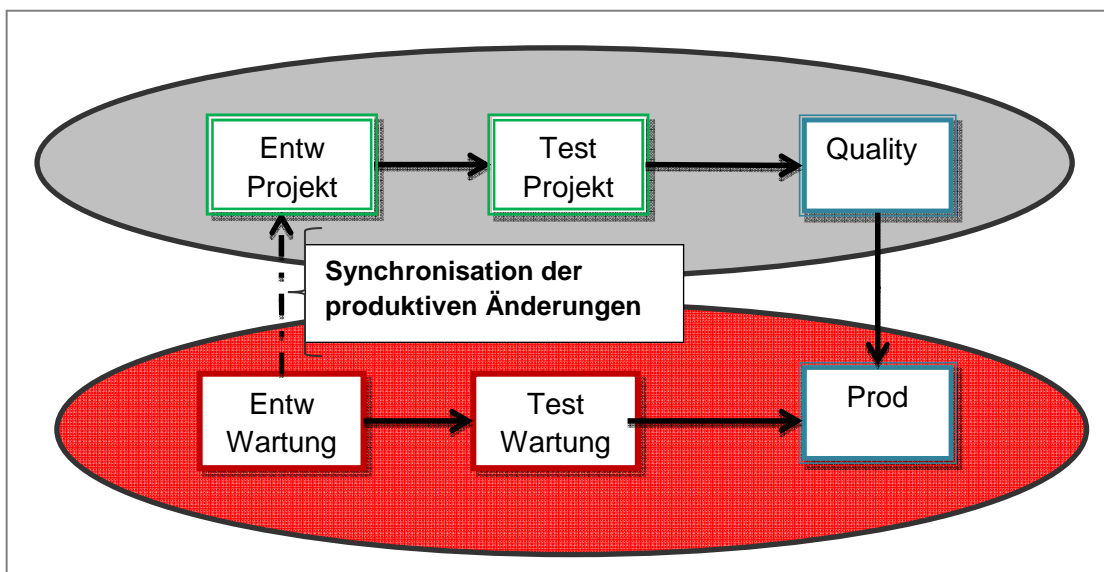 Entw
Projekt
Test
Projekt
Quality
Synchronisation der
produktiven Änderungen
Entw
Wartung
Test
Wartung
Prod